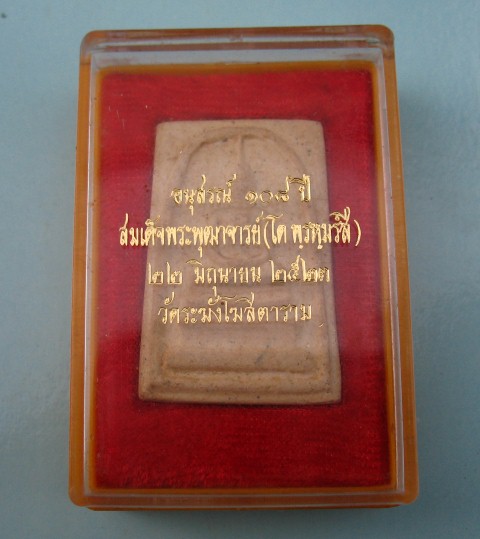 อนุสรณ์ ๑๐๘ ปี
สมเด็จพระพุฒาจารย์(โต พฺรหฺมรํสี)
๒๒ มิถุนายน ๒๕๒๓
วัดระฆังโฆสิตาราม